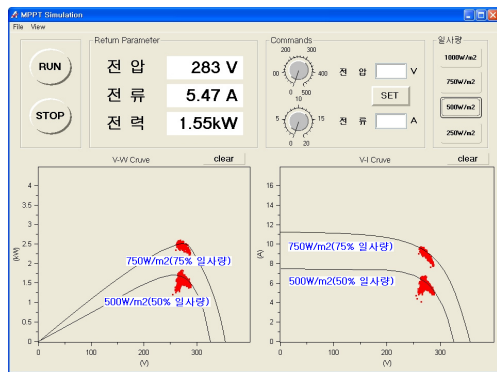 MPPT Simulation
File View
RUN
STOP
Return Parameter
전 압 283 V
전 류 5.47 A
전 력 1.55kW
Commands
200 300
00 400
0 500
전 압 V
SET
10
5 15
0 20
전 류 A
일사량
1000W/m2
750W/m2
500W/m2
250W/m2
V-W Cruve clear
4
3.5
3
2.5
2
1.5
1
0.5
0
(kW)
750W/m2(75% 일사량)
500W/m2(50% 일사량)
0 100 200 300
(V)
V-I Cruve clear
16
14
12
10
8
6
4
2
0
(A)
750W/m2(75% 일사량)
500W/m2(50% 일사량)
0 100 200 300
(V)